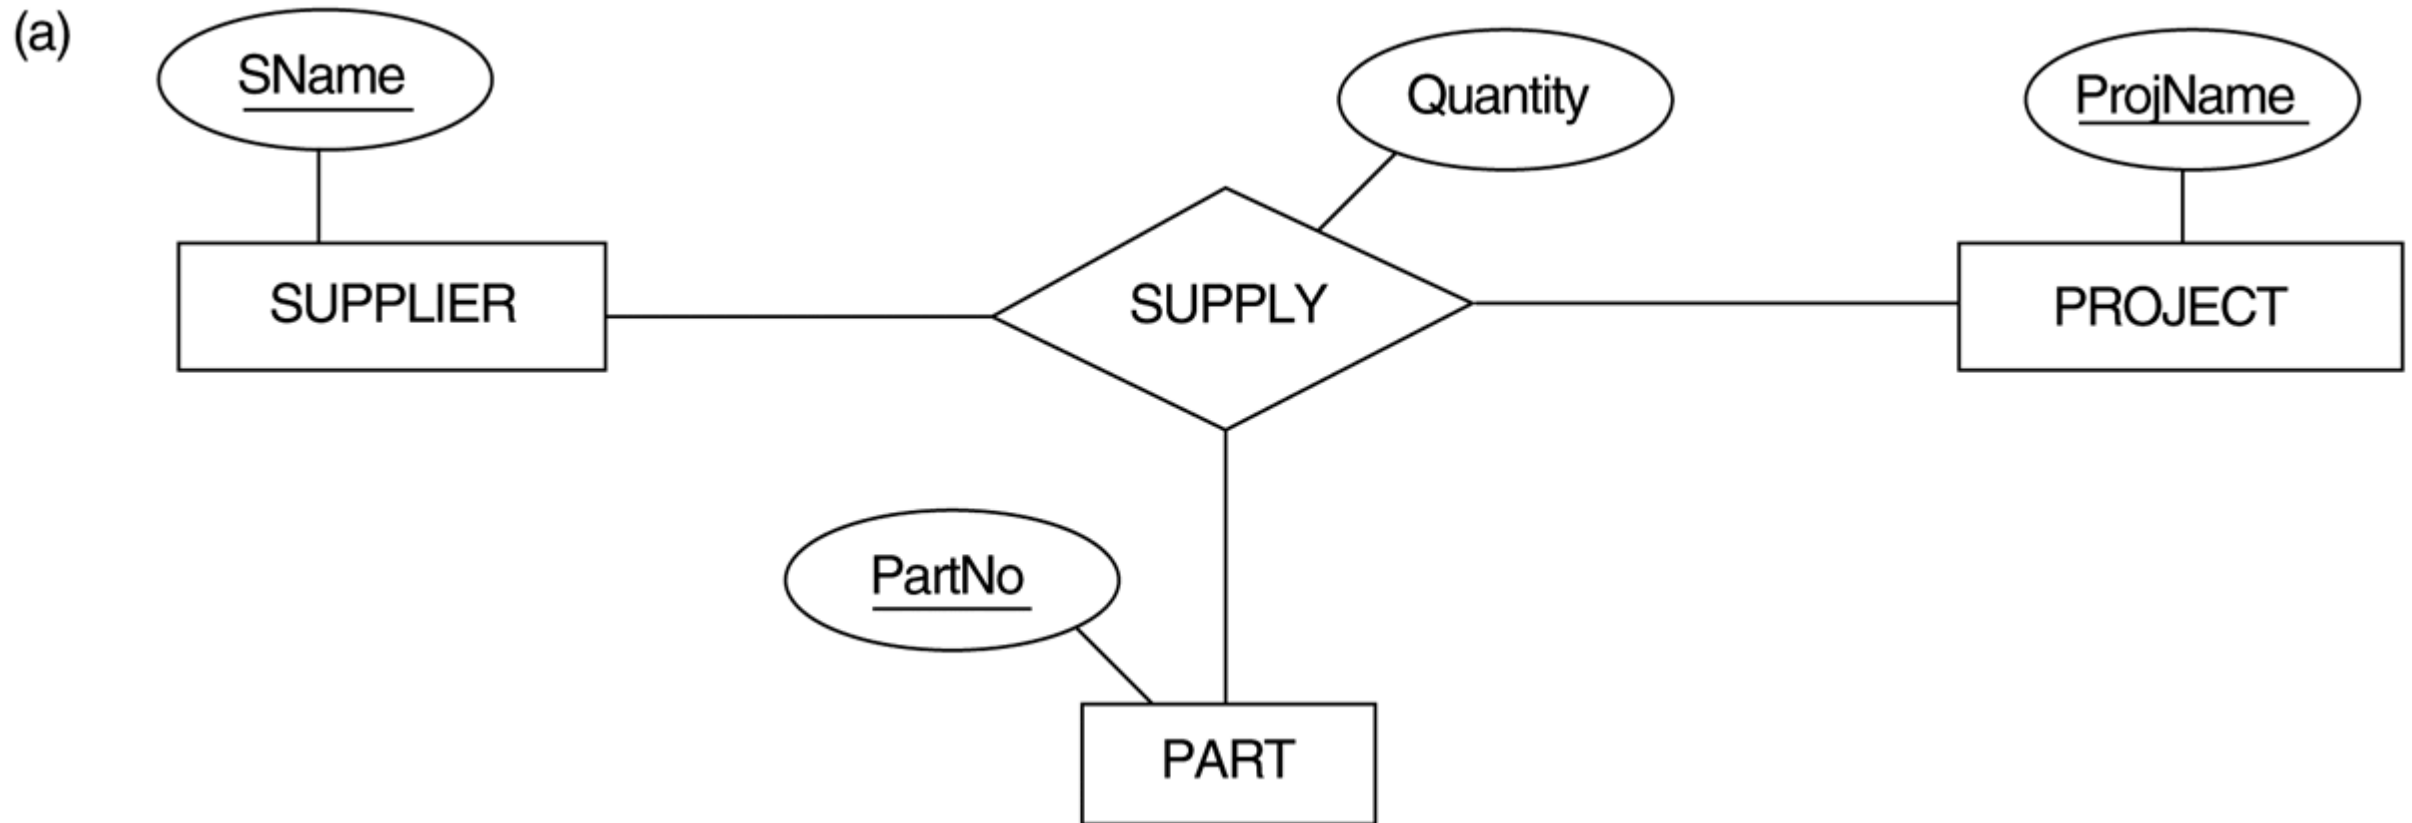 (a)
SName
Quantity
ProjName
SUPPLIER
SUPPLY
PROJECT
PartNo
PART